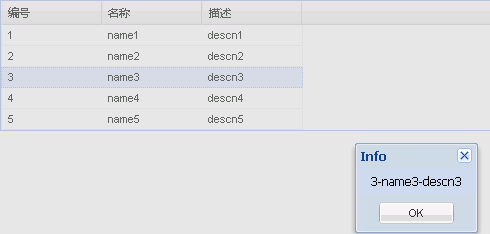 编号 名称 描述
1 name1 descn1
2 name2 descn2
3 name3 descn3
4 name4 descn4
5 name5 descn5
Info
3-name3-descn3
OK